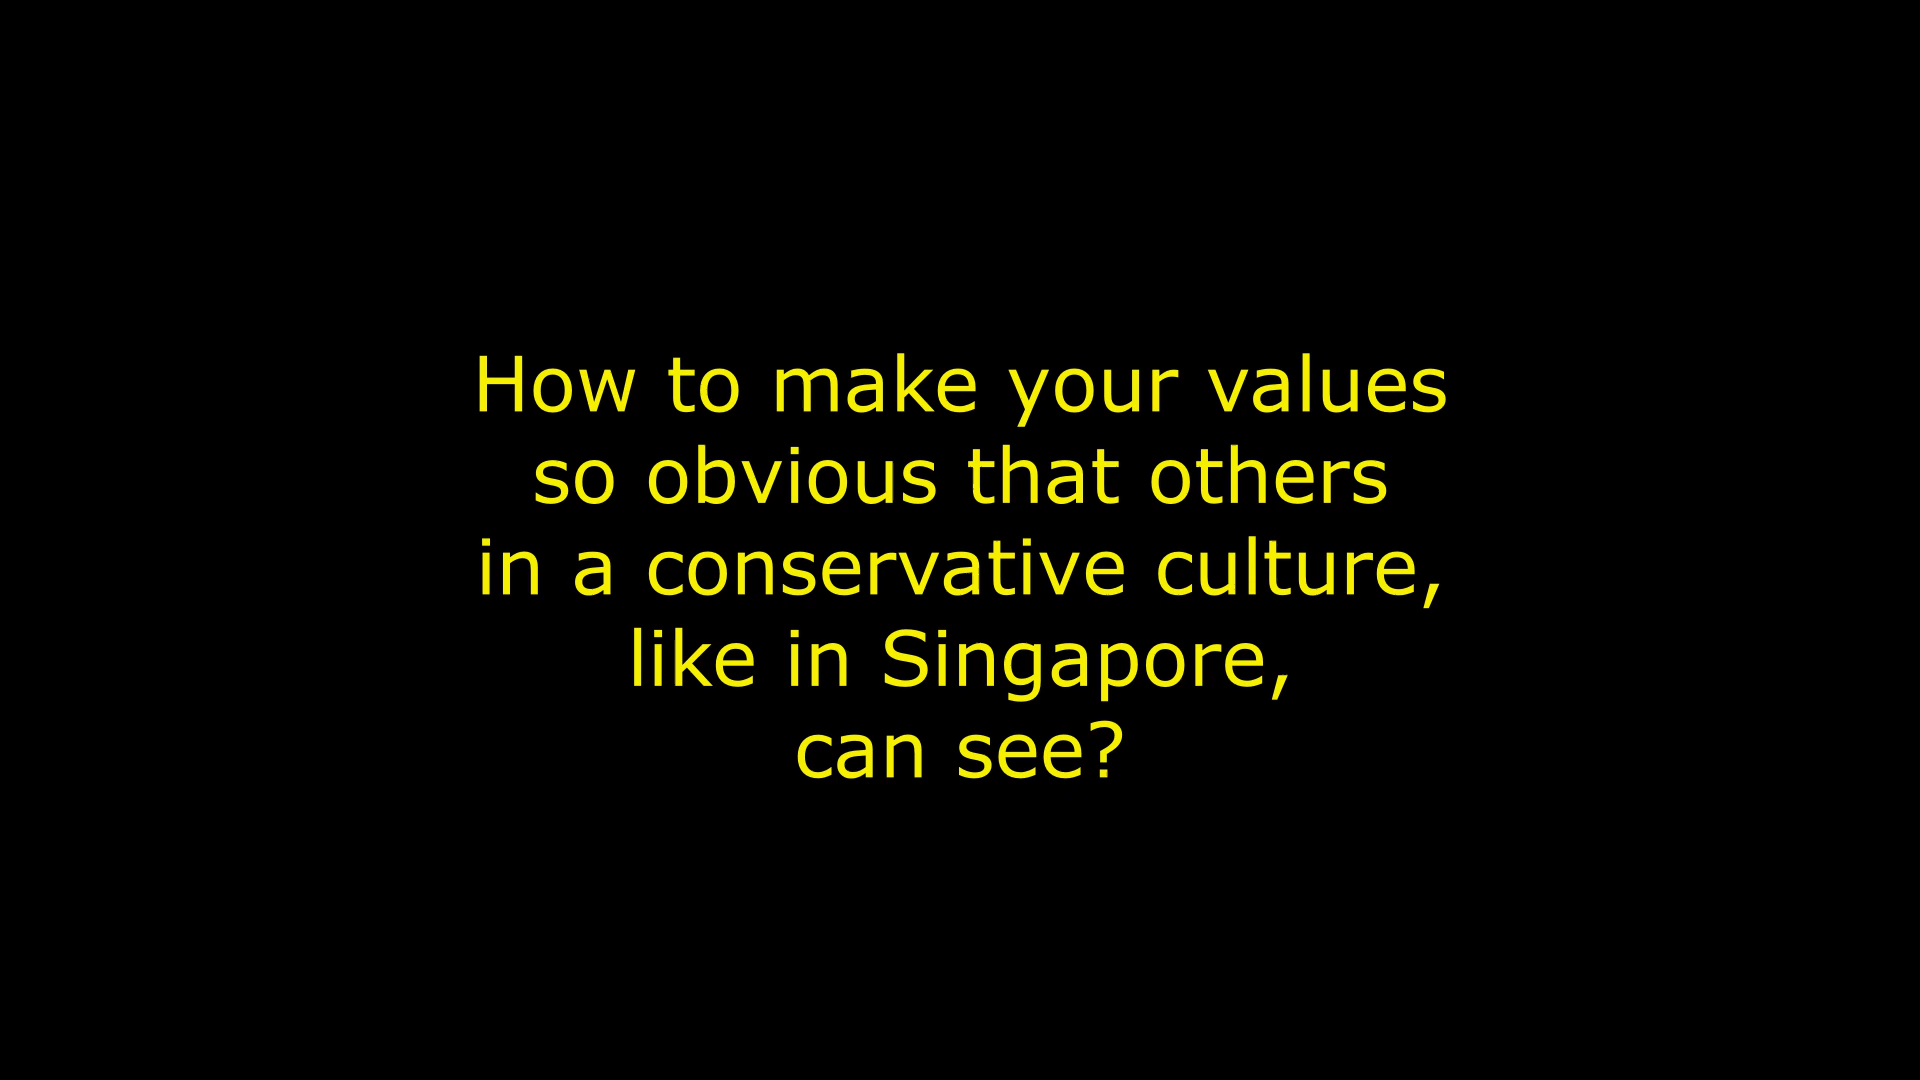 How to make your values
so obvious that others
in a conservative culture,
like in Singapore,
can see?